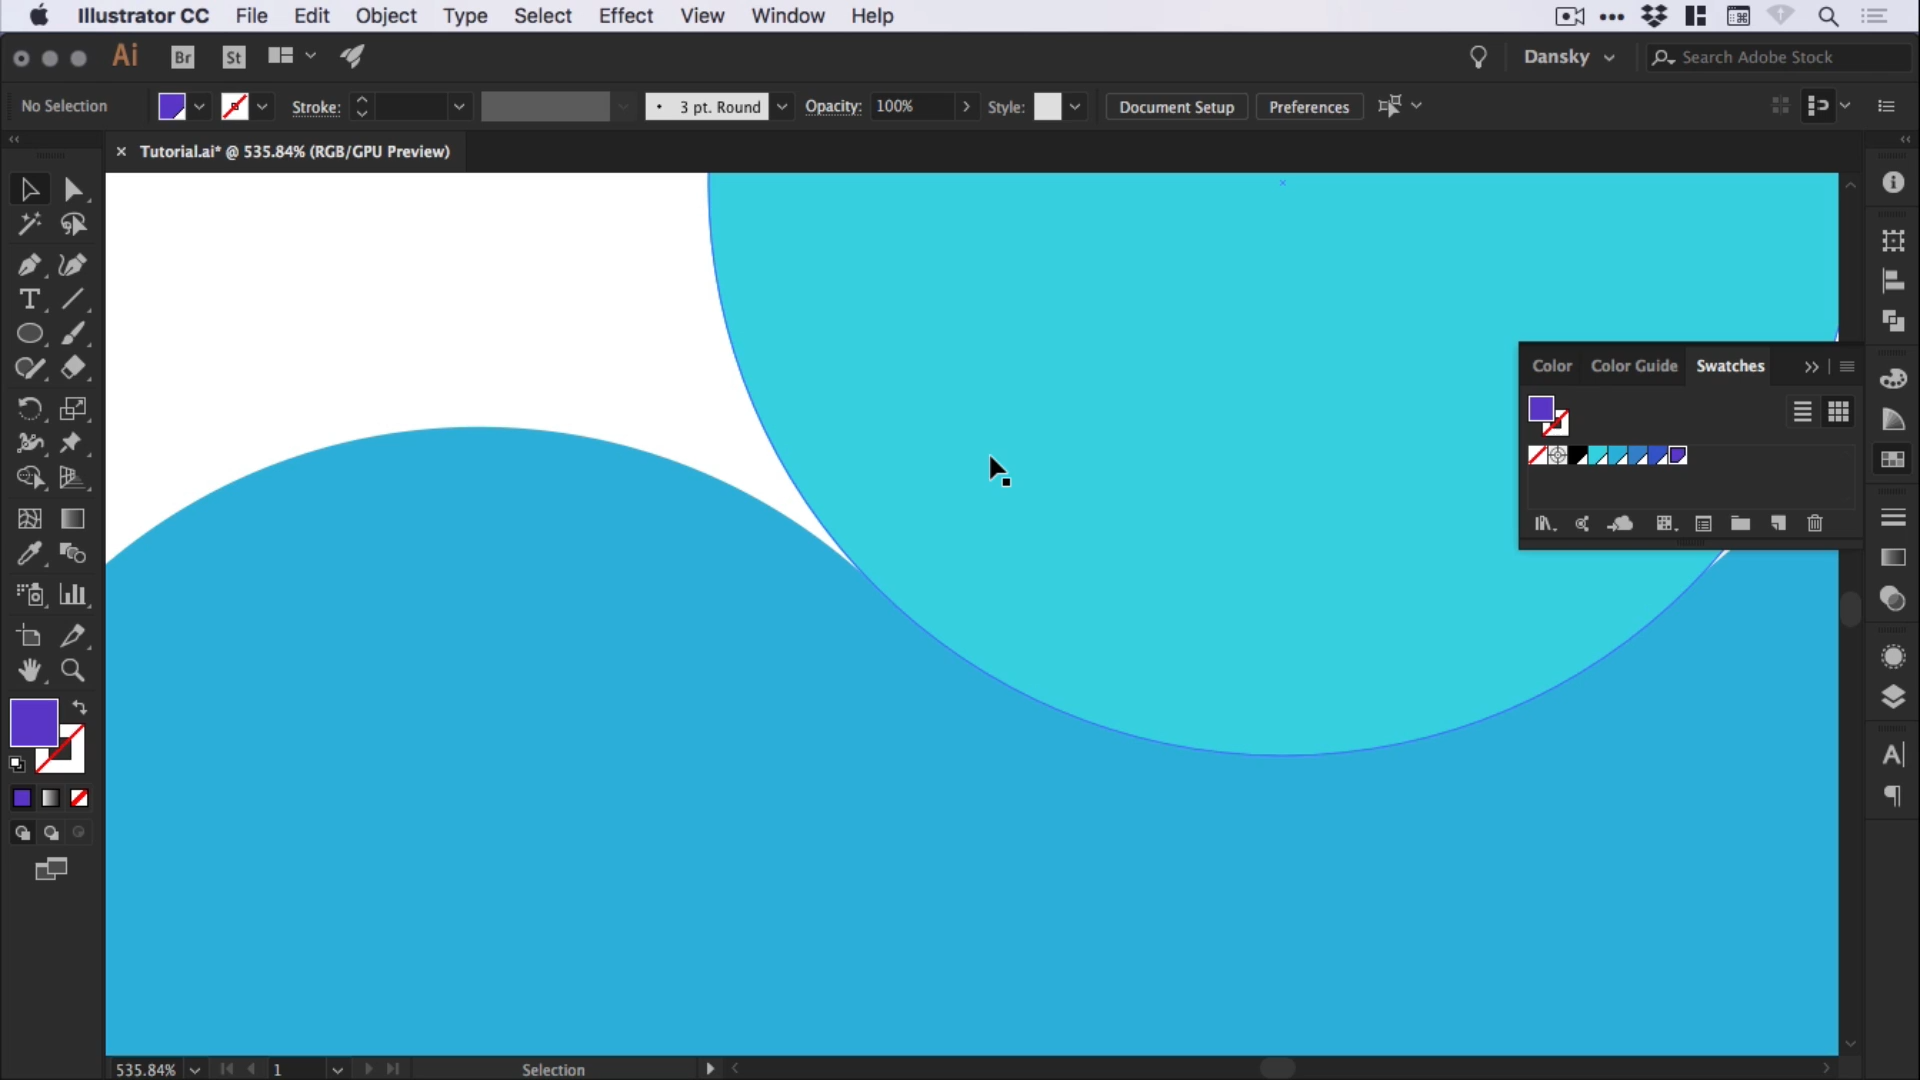 Illustrator CC File Edit Object Type Select Effect View Window Help
Ai Br St Dansky Search Adobe Stock
No Selection Stroke: 3 pt. Round Opacity: 100% Style: Document Setup Preferences
× Tutorial.ai* @ 535.84% (RGB/GPU Preview)
Color Color Guide Swatches
535.84% 1 Selection